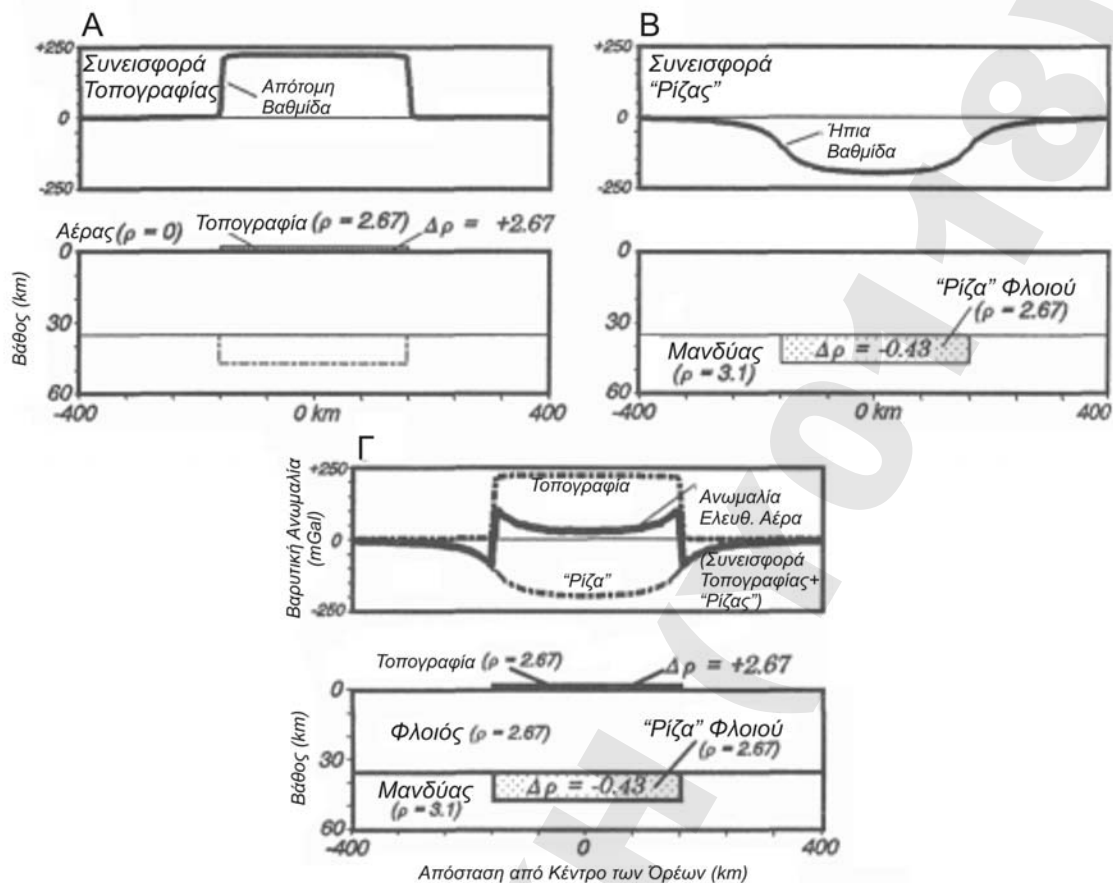 Α
+250
0
-250
Συνεισφορά
Τοπογραφίας
Απότομη
Βαθμίδα
Αέρας (ρ = 0)
Τοπογραφία (ρ = 2.67)
Δρ = +2.67
Βάθος (km)
0
30
60
-400
0 km
400
Β
+250
0
-250
Συνεισφορά
"Ρίζας"
Ήπια
Βαθμίδα
0
30
60
"Ρίζα" Φλοιού
(ρ = 2.67)
Μανδύας
(ρ = 3.1)
Δρ = -0.43
-400
0 km
400
Γ
Βαρυτική Ανωμαλία
(mGal)
+250
0
-250
Τοπογραφία
Ανωμαλία
Ελευθ. Αέρα
"Ρίζα"
(Συνεισφορά
Τοπογραφίας+
"Ρίζας")
Τοπογραφία (ρ = 2.67)
Δρ = +2.67
Βάθος (km)
0
30
60
Φλοιός (ρ = 2.67)
"Ρίζα" Φλοιού
(ρ = 2.67)
Μανδύας
(ρ = 3.1)
Δρ = -0.43
-400
0
400
Απόσταση από Κέντρο των Όρέων (km)